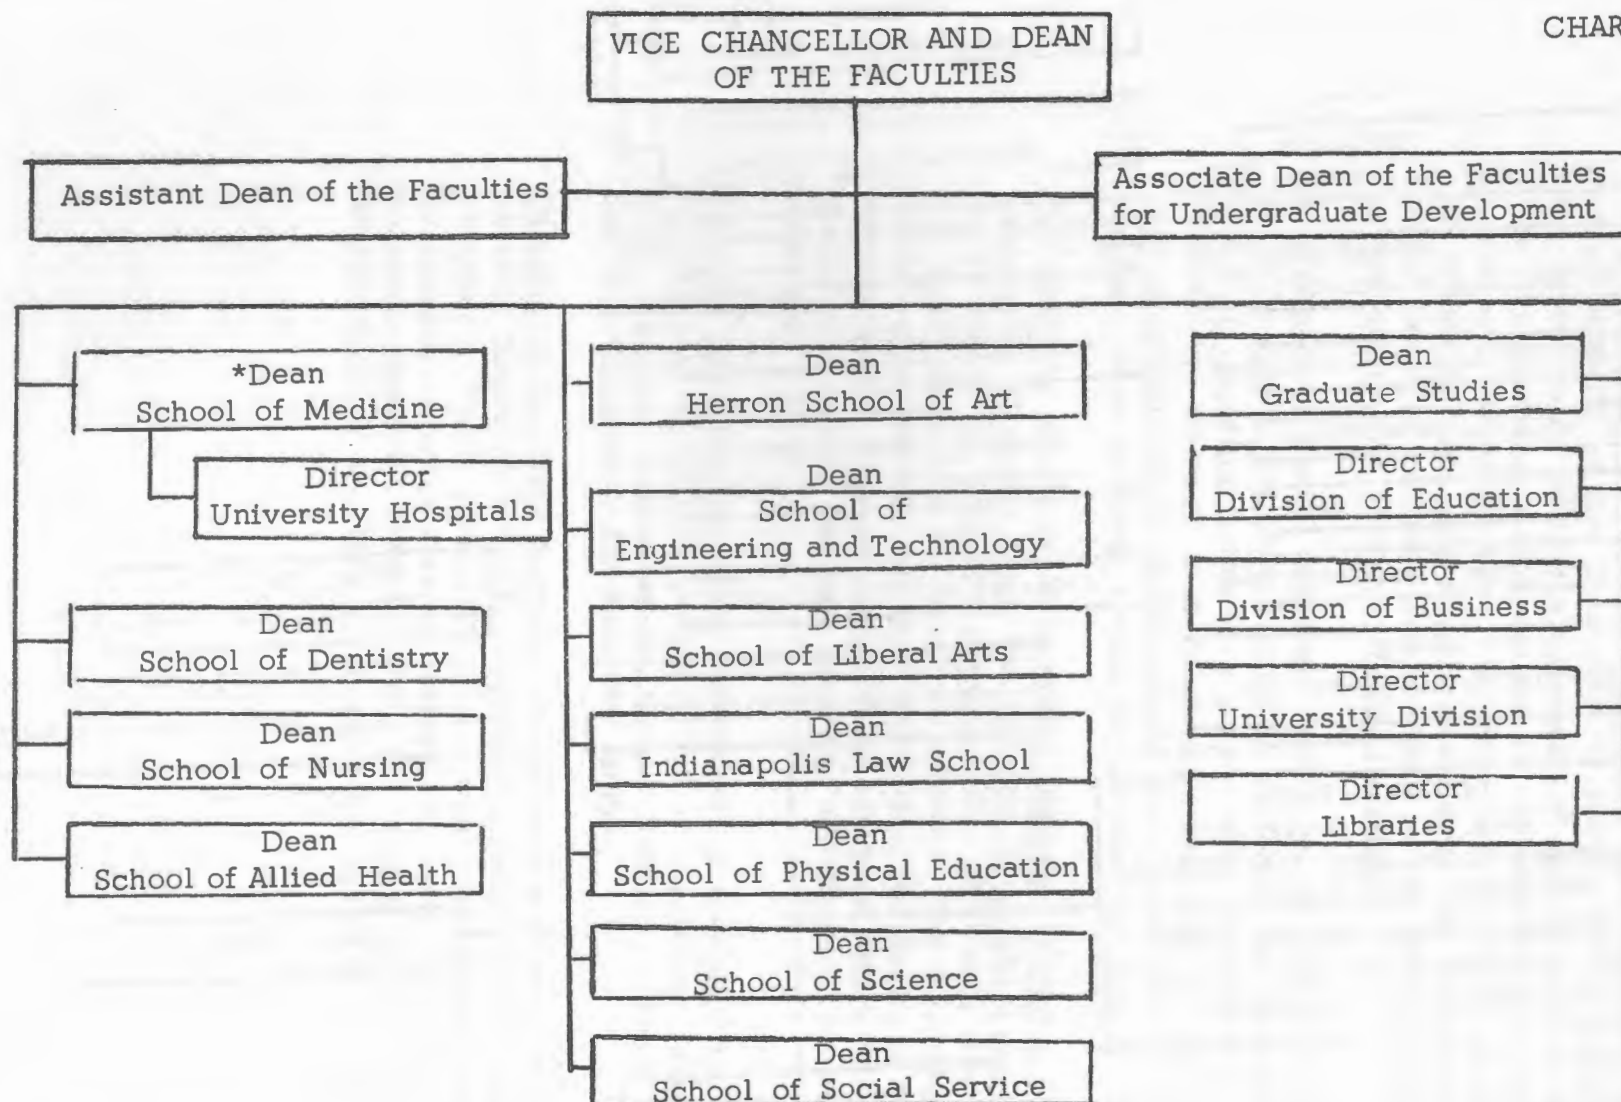 CHAR
VICE CHANCELLOR AND DEAN
OF THE FACULTIES
Assistant Dean of the Faculties
Associate Dean of the Faculties
for Undergraduate Development
*Dean
School of Medicine
Director
University Hospitals
Dean
School of Dentistry
Dean
School of Nursing
Dean
School of Allied Health
Dean
Herron School of Art
Dean
School of
Engineering and Technology
Dean
School of Liberal Arts
Dean
Indianapolis Law School
Dean
School of Physical Education
Dean
School of Science
Dean
School of Social Service
Dean
Graduate Studies
Director
Division of Education
Director
Division of Business
Director
University Division
Director
Libraries